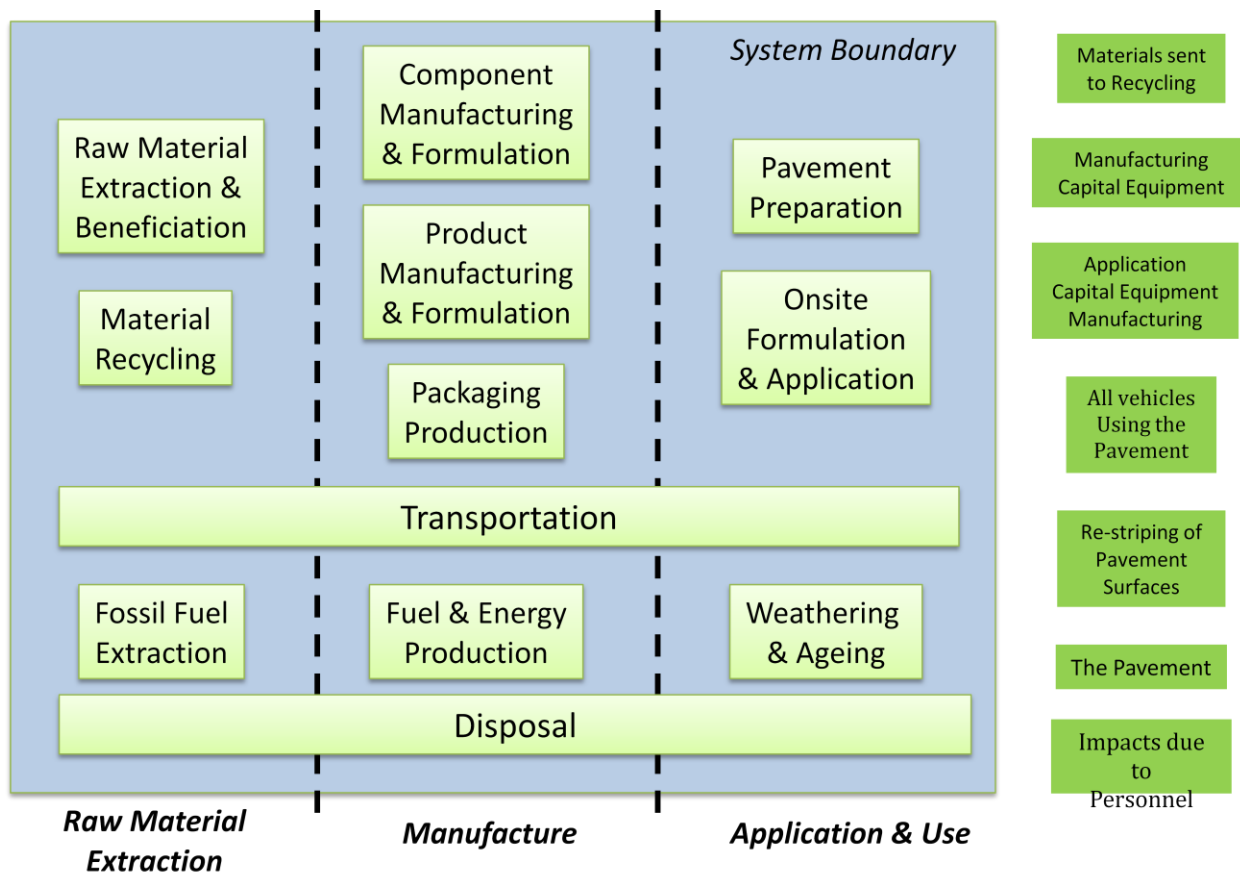 System Boundary
Raw Material
Extraction &
Beneficiation
Material
Recycling
Component
Manufacturing
& Formulation
Product
Manufacturing
& Formulation
Packaging
Production
Pavement
Preparation
Onsite
Formulation
& Application
Transportation
Fossil Fuel
Extraction
Fuel & Energy
Production
Weathering
& Ageing
Disposal
Raw Material
Extraction
Manufacture
Application & Use
Materials sent
to Recycling
Manufacturing
Capital Equipment
Application
Capital Equipment
Manufacturing
All vehicles
Using the
Pavement
Re-striping of
Pavement
Surfaces
The Pavement
Impacts due
to
Personnel